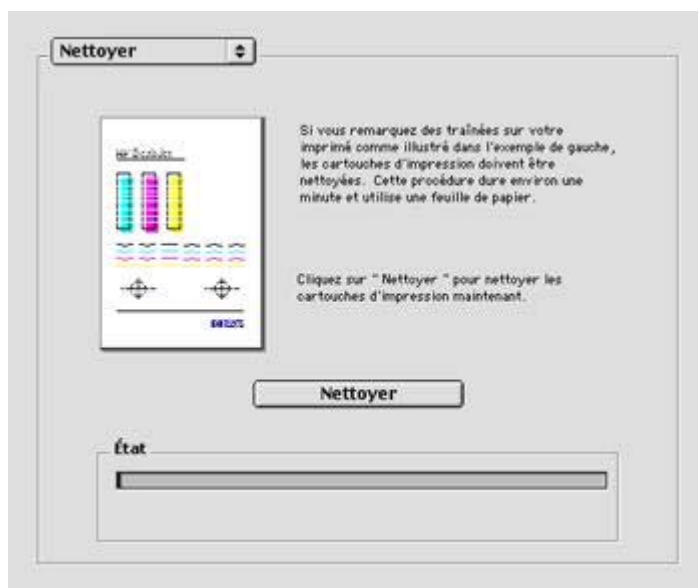 Nettoyer
Si vous remarquez des traînées sur votre
imprimé comme illustré dans l'exemple de gauche,
les cartouches d'impression doivent être
nettoyées. Cette procédure dure environ une
minute et utilise une feuille de papier.
Cliquez sur " Nettoyer " pour nettoyer les
cartouches d'impression maintenant.
Nettoyer
État